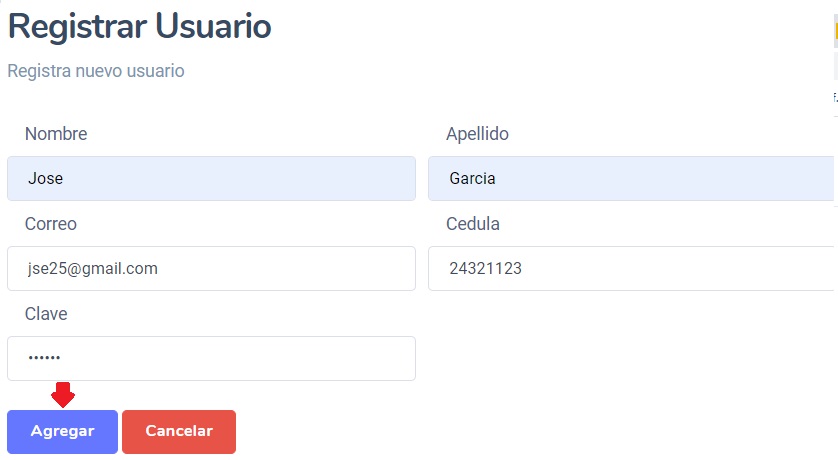 Registrar Usuario
Registra nuevo usuario
Nombre Apellido
Jose Garcia
Correo Cedula
jse25@gmail.com 24321123
Clave
••••••
Agregar Cancelar